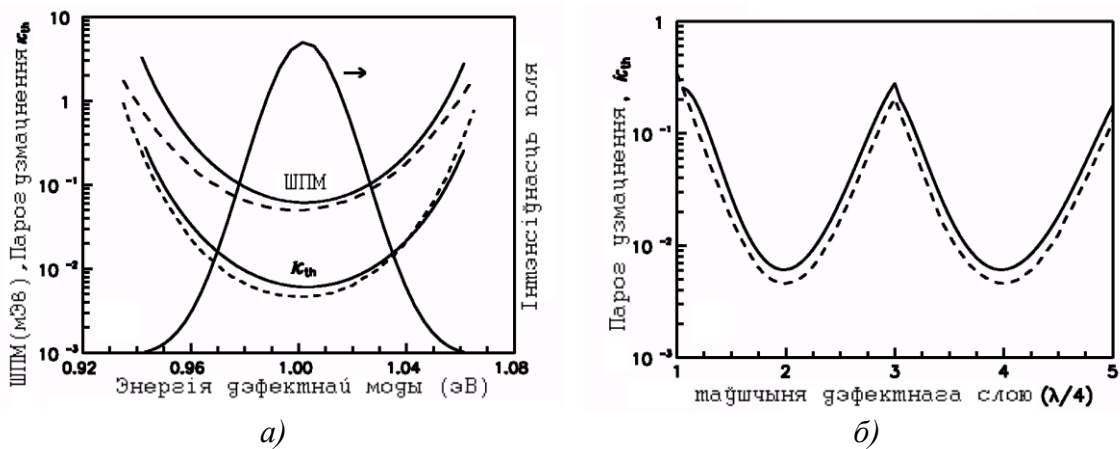 ШПМ(мЭв),Парог узмацнення κth
10
1
10⁻¹
10⁻²
10⁻³
ШПМ
κth
Інтэнсіўнасць поля
0.92 0.96 1.00 1.04 1.08
Энергія дэфектнай моды (эВ)
а)
Парог узмацнення, κth
1
10⁻¹
10⁻²
10⁻³
1 2 3 4 5
таўшчыня дэфектнага слою (λ/4)
б)